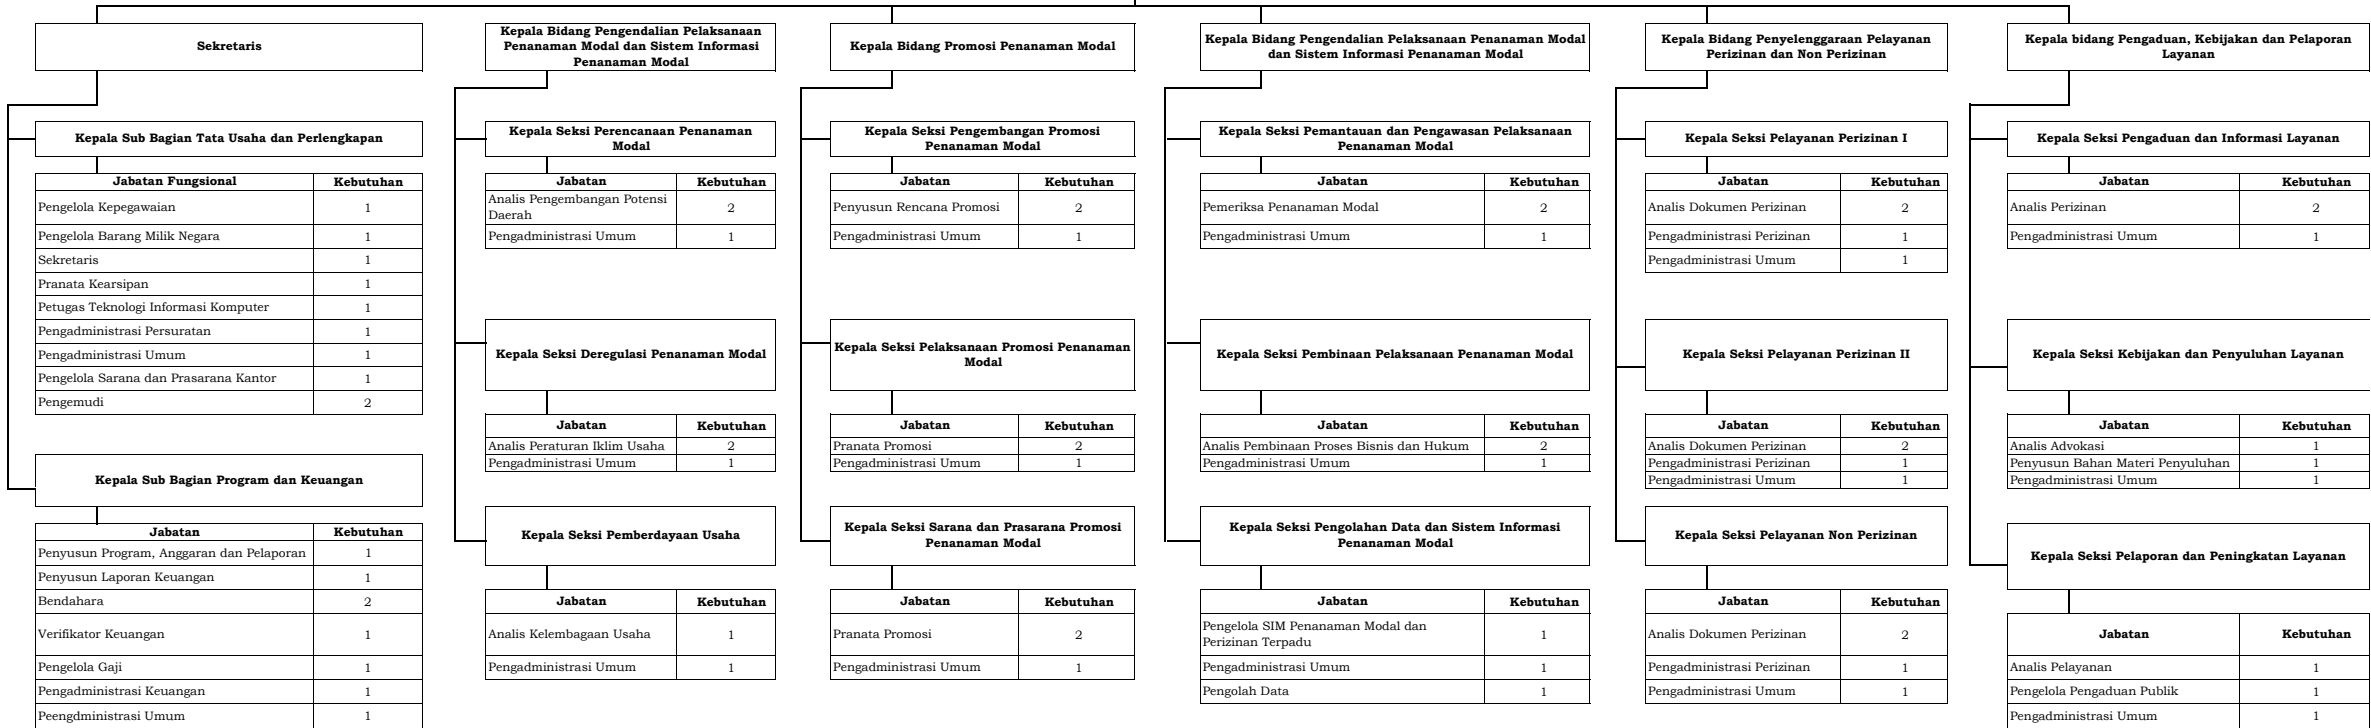 Sekretaris
Kepala Bidang Pengendalian Pelaksanaan
Penanaman Modal dan Sistem Informasi
Penanaman Modal
Kepala Bidang Promosi Penanaman Modal
Kepala Bidang Pengendalian Pelaksanaan Penanaman Modal
dan Sistem Informasi Penanaman Modal
Kepala Bidang Penyelenggaraan Pelayanan
Perizinan dan Non Perizinan
Kepala bidang Pengaduan, Kebijakan dan Pelaporan
Layanan
Kepala Sub Bagian Tata Usaha dan Perlengkapan
Jabatan Fungsional Kebutuhan
Pengelola Kepegawaian 1
Pengelola Barang Milik Negara 1
Sekretaris 1
Pranata Kearsipan 1
Petugas Teknologi Informasi Komputer 1
Pengadministrasi Persuratan 1
Pengadministrasi Umum 1
Pengelola Sarana dan Prasarana Kantor 1
Pengemudi 2
Kepala Sub Bagian Program dan Keuangan
Jabatan Kebutuhan
Penyusun Program, Anggaran dan Pelaporan 1
Penyusun Laporan Keuangan 1
Bendahara 2
Verifikator Keuangan 1
Pengelola Gaji 1
Pengadministrasi Keuangan 1
Peengdministrasi Umum 1
Kepala Seksi Perencanaan Penanaman
Modal
Jabatan Kebutuhan
Analis Pengembangan Potensi
Daerah 2
Pengadministrasi Umum 1
Kepala Seksi Deregulasi Penanaman Modal
Jabatan Kebutuhan
Analis Peraturan Iklim Usaha 2
Pengadministrasi Umum 1
Kepala Seksi Pemberdayaan Usaha
Jabatan Kebutuhan
Analis Kelembagaan Usaha 1
Pengadministrasi Umum 1
Kepala Seksi Pengembangan Promosi
Penanaman Modal
Jabatan Kebutuhan
Penyusun Rencana Promosi 2
Pengadministrasi Umum 1
Kepala Seksi Pelaksanaan Promosi Penanaman
Modal
Jabatan Kebutuhan
Pranata Promosi 2
Pengadministrasi Umum 1
Kepala Seksi Sarana dan Prasarana Promosi
Penanaman Modal
Jabatan Kebutuhan
Pranata Promosi 2
Pengadministrasi Umum 1
Kepala Seksi Pemantauan dan Pengawasan Pelaksanaan
Penanaman Modal
Jabatan Kebutuhan
Pemeriksa Penanaman Modal 2
Pengadministrasi Umum 1
Kepala Seksi Pembinaan Pelaksanaan Penanaman Modal
Jabatan Kebutuhan
Analis Pembinaan Proses Bisnis dan Hukum 2
Pengadministrasi Umum 1
Kepala Seksi Pengolahan Data dan Sistem Informasi
Penanaman Modal
Jabatan Kebutuhan
Pengelola SIM Penanaman Modal dan
Perizinan Terpadu 1
Pengadministrasi Umum 1
Pengolah Data 1
Kepala Seksi Pelayanan Perizinan I
Jabatan Kebutuhan
Analis Dokumen Perizinan 2
Pengadministrasi Perizinan 1
Pengadministrasi Umum 1
Kepala Seksi Pelayanan Perizinan II
Jabatan Kebutuhan
Analis Dokumen Perizinan 2
Pengadministrasi Perizinan 1
Pengadministrasi Umum 1
Kepala Seksi Pelayanan Non Perizinan
Jabatan Kebutuhan
Analis Dokumen Perizinan 2
Pengadministrasi Perizinan 1
Pengadministrasi Umum 1
Kepala Seksi Pengaduan dan Informasi Layanan
Jabatan Kebutuhan
Analis Perizinan 2
Pengadministrasi Umum 1
Kepala Seksi Kebijakan dan Penyuluhan Layanan
Jabatan Kebutuhan
Analis Advokasi 1
Penyusun Bahan Materi Penyuluhan 1
Pengadministrasi Umum 1
Kepala Seksi Pelaporan dan Peningkatan Layanan
Jabatan Kebutuhan
Analis Pelayanan 1
Pengelola Pengaduan Publik 1
Pengadministrasi Umum 1